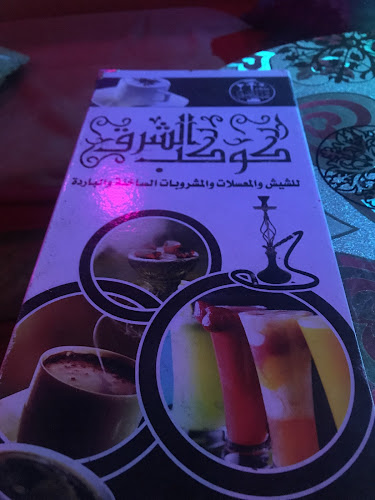 كوكب الشرق
للشيش والمعسلات والمشروبات الساخنة والباردة